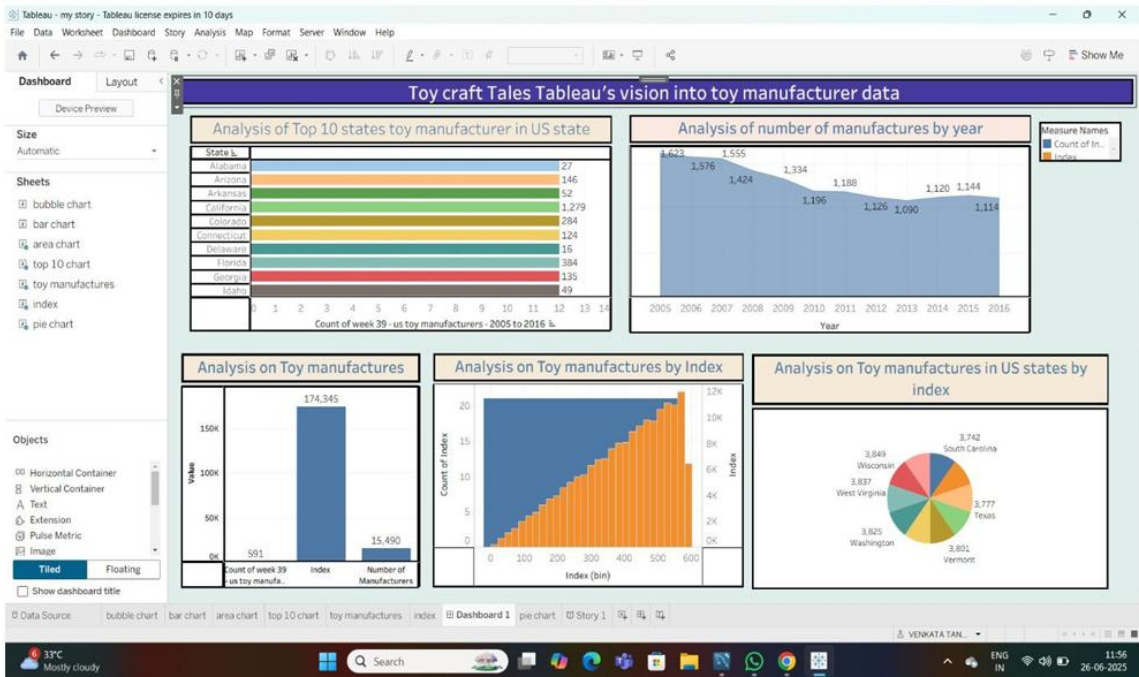 Tableau - my story - Tableau license expires in 10 days
File Data Worksheet Dashboard Story Analysis Map Format Server Window Help
Show Me
Dashboard Layout
Device Preview
Size
Automatic
Sheets
bubble chart
bar chart
area chart
top 10 chart
toy manufactures
index
pie chart
Objects
Horizontal Container
Vertical Container
Text
Extension
Pulse Metric
Image
Tiled Floating
Show dashboard title
Toy craft Tales Tableau's vision into toy manufacturer data
Analysis of Top 10 states toy manufacturer in US state
State
Alabama 27
Arizona 146
Arkansas 52
California 1,279
Colorado 284
Connecticut 124
Delaware 16
Florida 384
Georgia 135
Idaho 49
0 1 2 3 4 5 6 7 8 9 10 11 12 13 14
Count of week 39 - us toy manufacturers - 2005 to 2016
Analysis of number of manufactures by year
1,623 1,576 1,555 1,424 1,334 1,196 1,188 1,126 1,090 1,120 1,144 1,114
2005 2006 2007 2008 2009 2010 2011 2012 2013 2014 2015 2016
Year
Measure Names
Count of In...
Index
Analysis on Toy manufactures
174,345
150K
100K
50K
0K
Value
591
15,490
Count of week 39 Index Number of
- us toy manufa.. Manufacturers
Analysis on Toy manufactures by Index
20
15
10
5
0
Count of Index
12K
10K
8K
6K
4K
2K
0K
Index
0 100 200 300 400 500 600
Index (bin)
Analysis on Toy manufactures in US states by
index
3,742
South Carolina
3,849
Wisconsin
3,837
West Virginia
3,777
Texas
3,825
Washington
3,801
Vermont
Data Source bubble chart bar chart area chart top 10 chart toy manufactures index Dashboard 1 pie chart Story 1
VENKATA TAN...
6
33°C
Mostly cloudy
Search
ENG
IN
11:56
26-06-2025